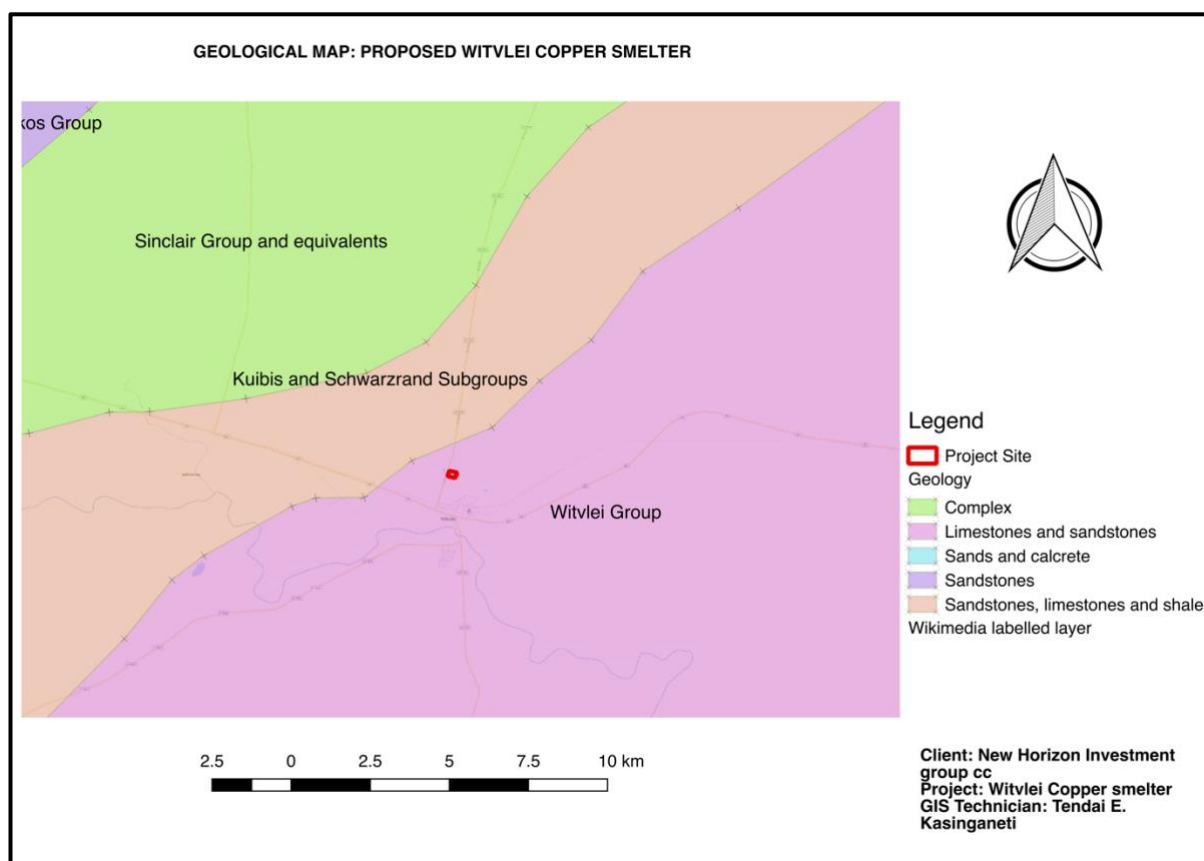 GEOLOGICAL MAP: PROPOSED WITVLEI COPPER SMELTER
kos Group
Sinclair Group and equivalents
Kuibis and Schwarzrand Subgroups
Witvlei Group
Legend
Project Site
Geology
Complex
Limestones and sandstones
Sands and calcrete
Sandstones
Sandstones, limestones and shale
Wikimedia labelled layer
2.5 0 2.5 5 7.5 10 km
Client: New Horizon Investment
group cc
Project: Witvlei Copper smelter
GIS Technician: Tendai E.
Kasinganeti